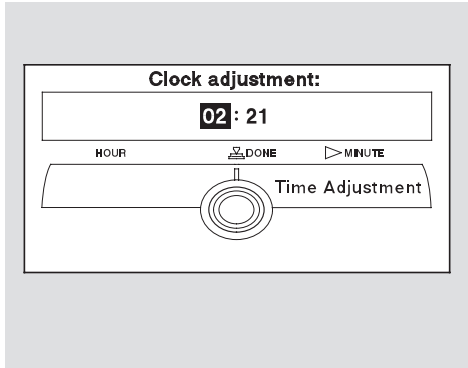 Clock adjustment:
02 : 21
HOUR DONE MINUTE
Time Adjustment